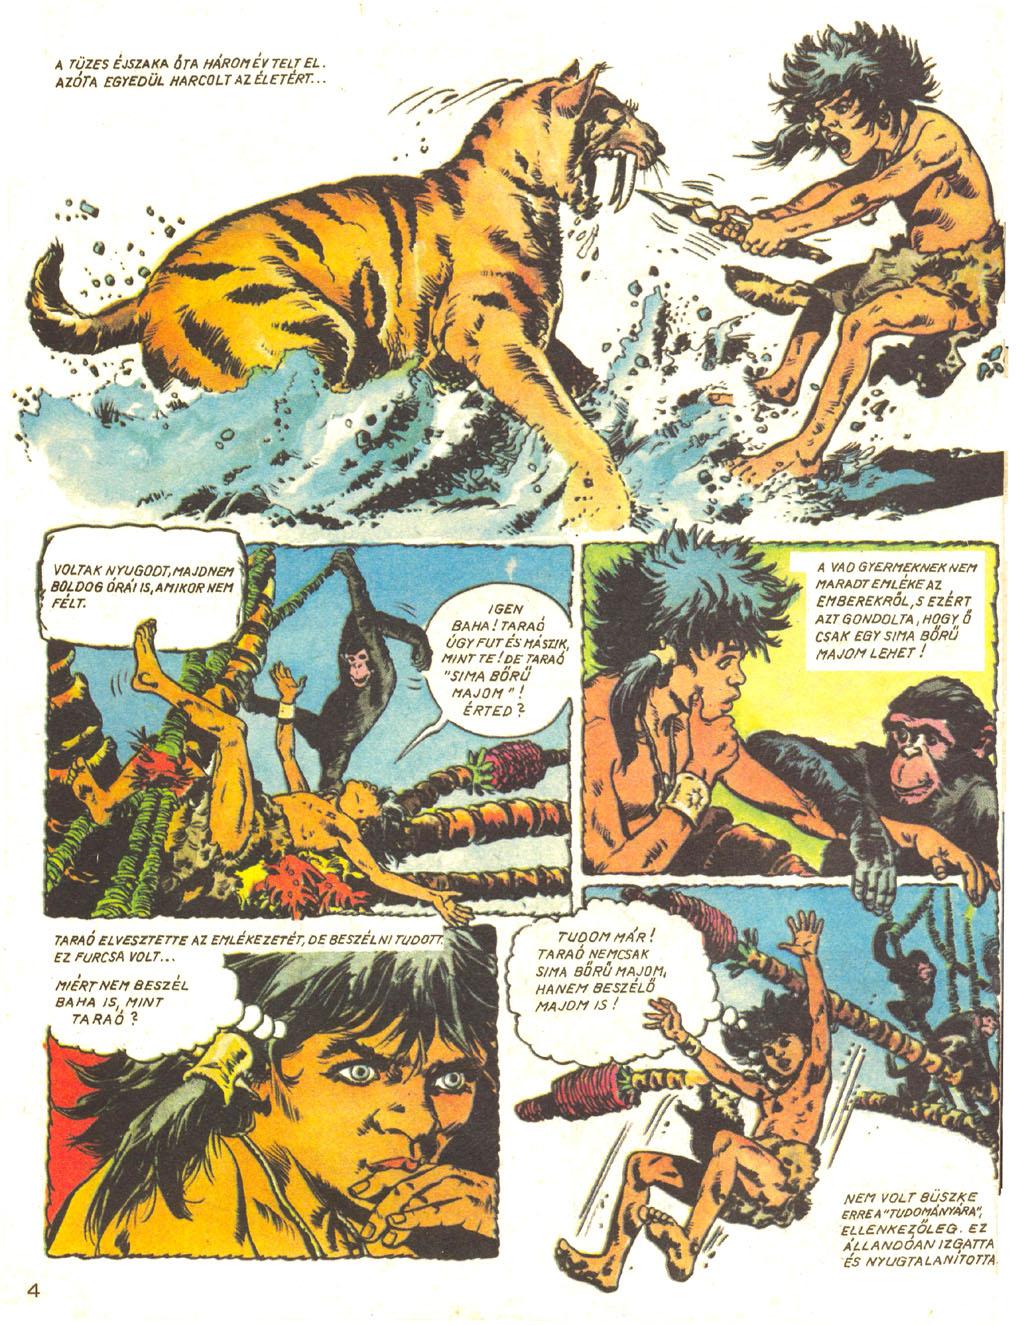 A TÜZES ÉJSZAKA ÓTA HÁROM ÉV TELT EL.
AZÓTA EGYEDÜL HARCOLT AZ ÉLETÉRT...
VOLTAK NYUGODT, MAJDNEM
BOLDOG ÓRÁI IS, AMIKOR NEM
FÉLT.
IGEN
BAHA! TARAÓ
ÚGY FUT ÉS MÁSZIK,
MINT TE! DE TARAÓ
"SIMA BŐRŰ
MAJOM"!
ÉRTED?
A VAD GYERMEKNEK NEM
MARADT EMLÉKE AZ
EMBEREKRŐL, S EZÉRT
AZT GONDOLTA, HOGY Ő
CSAK EGY SIMA BŐRŰ
MAJOM LEHET!
TARAÓ ELVESZTETTE AZ EMLÉKEZETÉT, DE BESZÉLNI TUDOTT.
EZ FURCSA VOLT...
MIÉRT NEM BESZÉL
BAHA IS, MINT
TARAÓ?
TUDOM MÁR!
TARAÓ NEMCSAK
SIMA BŐRŰ MAJOM,
HANEM BESZÉLŐ
MAJOM IS!
NEM VOLT BÜSZKE
ERRE A "TUDOMÁNYÁRA",
ELLENKEZŐLEG. EZ
ÁLLANDÓAN IZGATTA
ÉS NYUGTALANÍTOTTA.
4